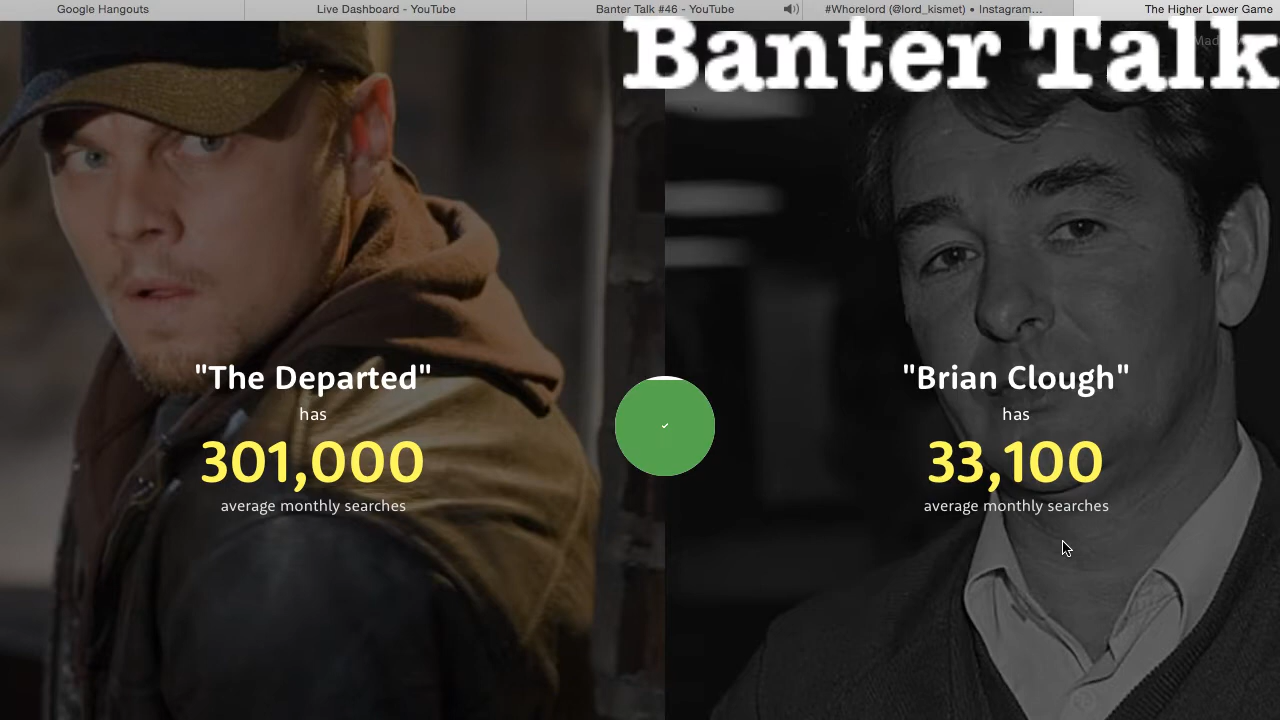 Google Hangouts
Live Dashboard - YouTube
Banter Talk #46 - YouTube
#Whorelord (@lord_kismet) • Instagram…
The Higher Lower Game
Banter Talk
"The Departed"
has
301,000
average monthly searches
"Brian Clough"
has
33,100
average monthly searches